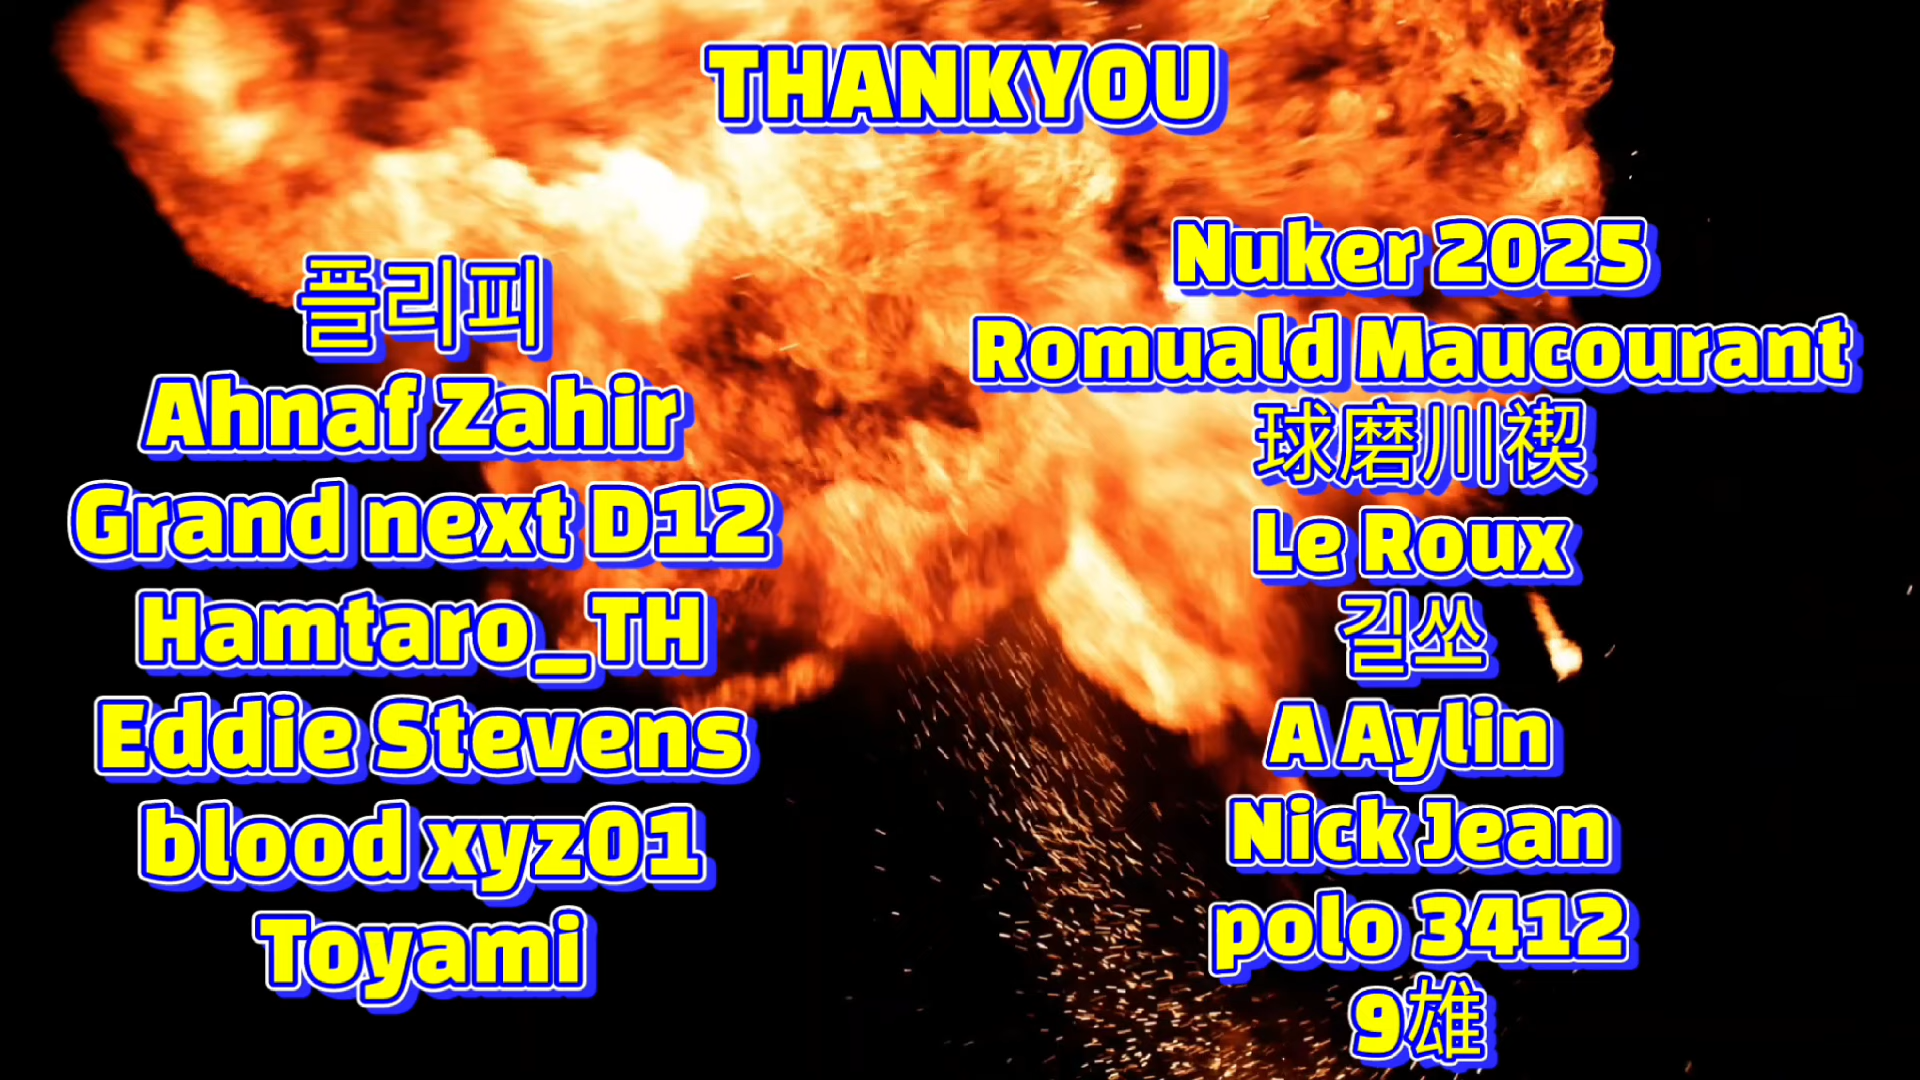 THANKYOU
플리피
Ahnaf Zahir
Grand next D12
Hamtaro_TH
Eddie Stevens
blood xyz01
Toyami
Nuker 2025
Romuald Maucourant
球磨川禊
Le Roux
길쏘
A Aylin
Nick Jean
polo 3412
9雄